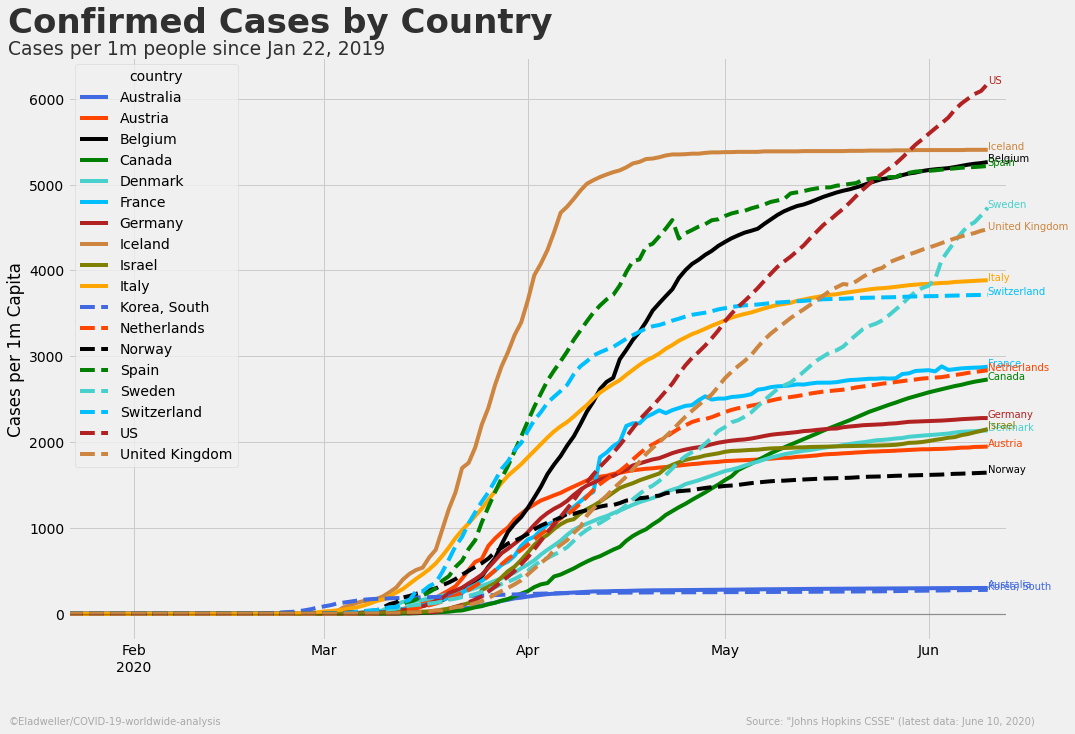 Confirmed Cases by Country
Cases per 1m people since Jan 22, 2019
country
Australia
Austria
Belgium
Canada
Denmark
France
Germany
Iceland
Israel
Italy
Korea, South
Netherlands
Norway
Spain
Sweden
Switzerland
US
United Kingdom
Cases per 1m Capita
6000
5000
4000
3000
2000
1000
0
US
Iceland
Belgium
Spain
Sweden
United Kingdom
Italy
Switzerland
France
Netherlands
Canada
Germany
Israel
Denmark
Austria
Norway
Australia
Korea, South
Feb
2020
Mar
Apr
May
Jun
©Eladweller/COVID-19-worldwide-analysis
Source: "Johns Hopkins CSSE" (latest data: June 10, 2020)